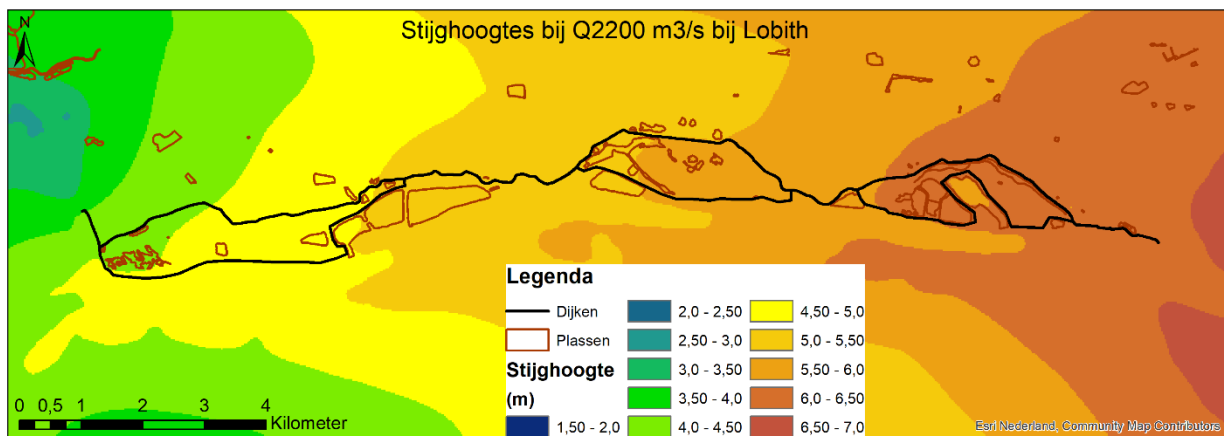 Stijghoogtes bij Q2200 m3/s bij Lobith
N
Legenda
Dijken
Plassen
Stijghoogte
(m)
1,50 - 2,0
2,0 - 2,50
2,50 - 3,0
3,0 - 3,50
3,50 - 4,0
4,0 - 4,50
4,50 - 5,0
5,0 - 5,50
5,50 - 6,0
6,0 - 6,50
6,50 - 7,0
0 0,5 1 2 3 4
Kilometer
Esri Nederland, Community Map Contributors